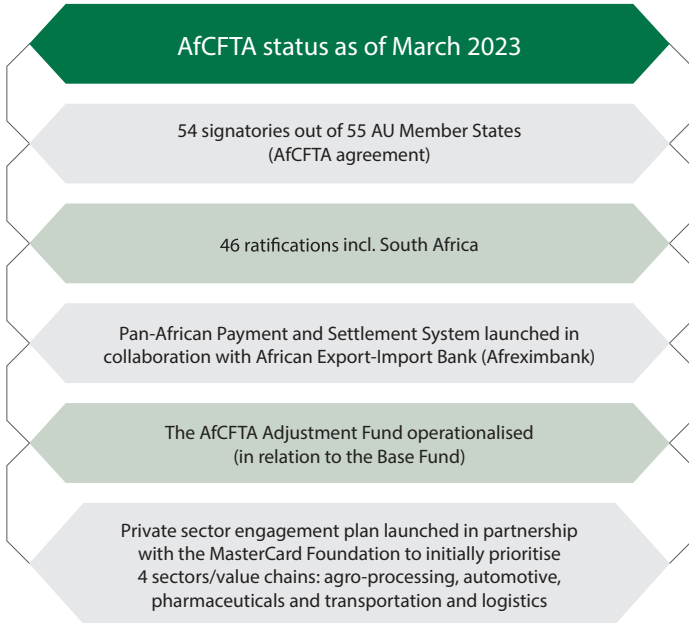 AfCFTA status as of March 2023
54 signatories out of 55 AU Member States
(AfCFTA agreement)
46 ratifications incl. South Africa
Pan-African Payment and Settlement System launched in
collaboration with African Export-Import Bank (Afreximbank)
The AfCFTA Adjustment Fund operationalised
(in relation to the Base Fund)
Private sector engagement plan launched in partnership
with the MasterCard Foundation to initially prioritise
4 sectors/value chains: agro-processing, automotive,
pharmaceuticals and transportation and logistics